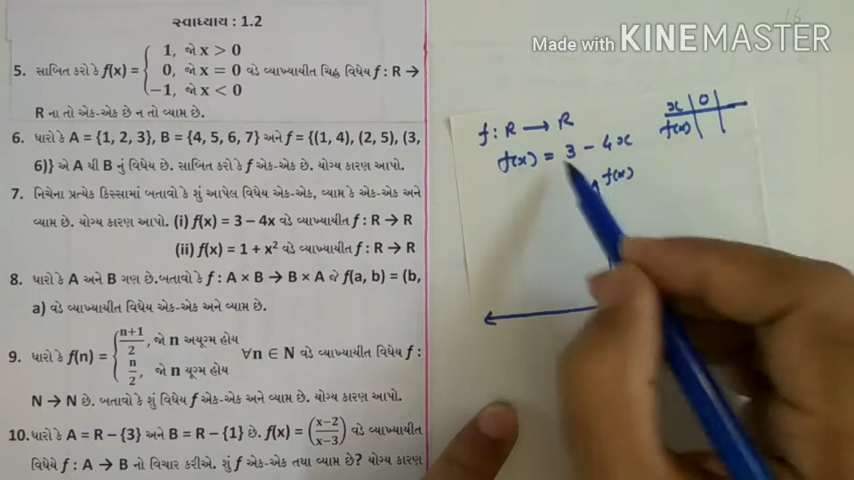 સ્વાધ્યાય : 1.2
5. સાબિત કરો કે f(x) = { 1, જો x > 0
0, જો x = 0 વડે વ્યાખ્યાયીત ચિહ્ન વિધેય f : R →
−1, જો x < 0
R ના તો એક-એક છે ન તો વ્યાપ્ત છે.
6. ધારો કે A = {1, 2, 3}, B = {4, 5, 6, 7} અને f = {(1, 4), (2, 5), (3,
6)} એ A થી B નું વિધેય છે. સાબિત કરો કે f એક-એક છે. યોગ્ય કારણ આપો.
7. નિચેના પ્રત્યેક કિસ્સામાં બતાવો કે શું આપેલ વિધેય એક-એક, વ્યાપ્ત કે એક-એક અને
વ્યાપ્ત છે. યોગ્ય કારણ આપો. (i) f(x) = 3 − 4x વડે વ્યાખ્યાયીત f : R → R
(ii) f(x) = 1 + x² વડે વ્યાખ્યાયીત f : R → R
8. ધારો કે A અને B ગણ છે. બતાવો કે f : A × B → B × A જે f(a, b) = (b,
a) વડે વ્યાખ્યાયીત વિધેય એક-એક અને વ્યાપ્ત છે.
9. ધારો કે f(n) = { n+1/2, જો n અયૂગ્મ હોય
n/2, જો n યૂગ્મ હોય ∀n ∈ N વડે વ્યાખ્યાયીત વિધેય f :
N → N છે. બતાવો કે શું વિધેય f એક-એક અને વ્યાપ્ત છે. યોગ્ય કારણ આપો.
10. ધારો કે A = R − {3} અને B = R − {1} છે. f(x) = (x−2/x−3) વડે વ્યાખ્યાયીત
વિધેય f : A → B નો વિચાર કરીએ. શું f એક-એક તથા વ્યાપ્ત છે? યોગ્ય કારણ
Made with KINEMASTER
f : R → R
f(x) = 3 − 4x
x 0
f(x)
f(x)